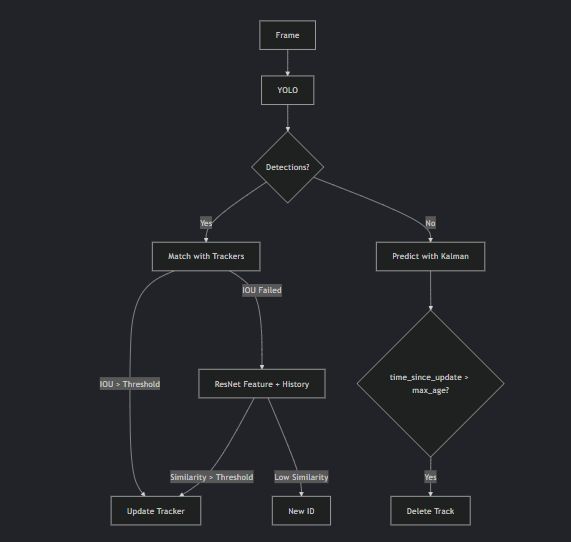 Frame
YOLO
Detections?
Yes
No
Match with Trackers
Predict with Kalman
IOU Failed
IOU > Threshold
ResNet Feature + History
time_since_update >
max_age?
Similarity > Threshold
Low Similarity
Yes
Update Tracker
New ID
Delete Track